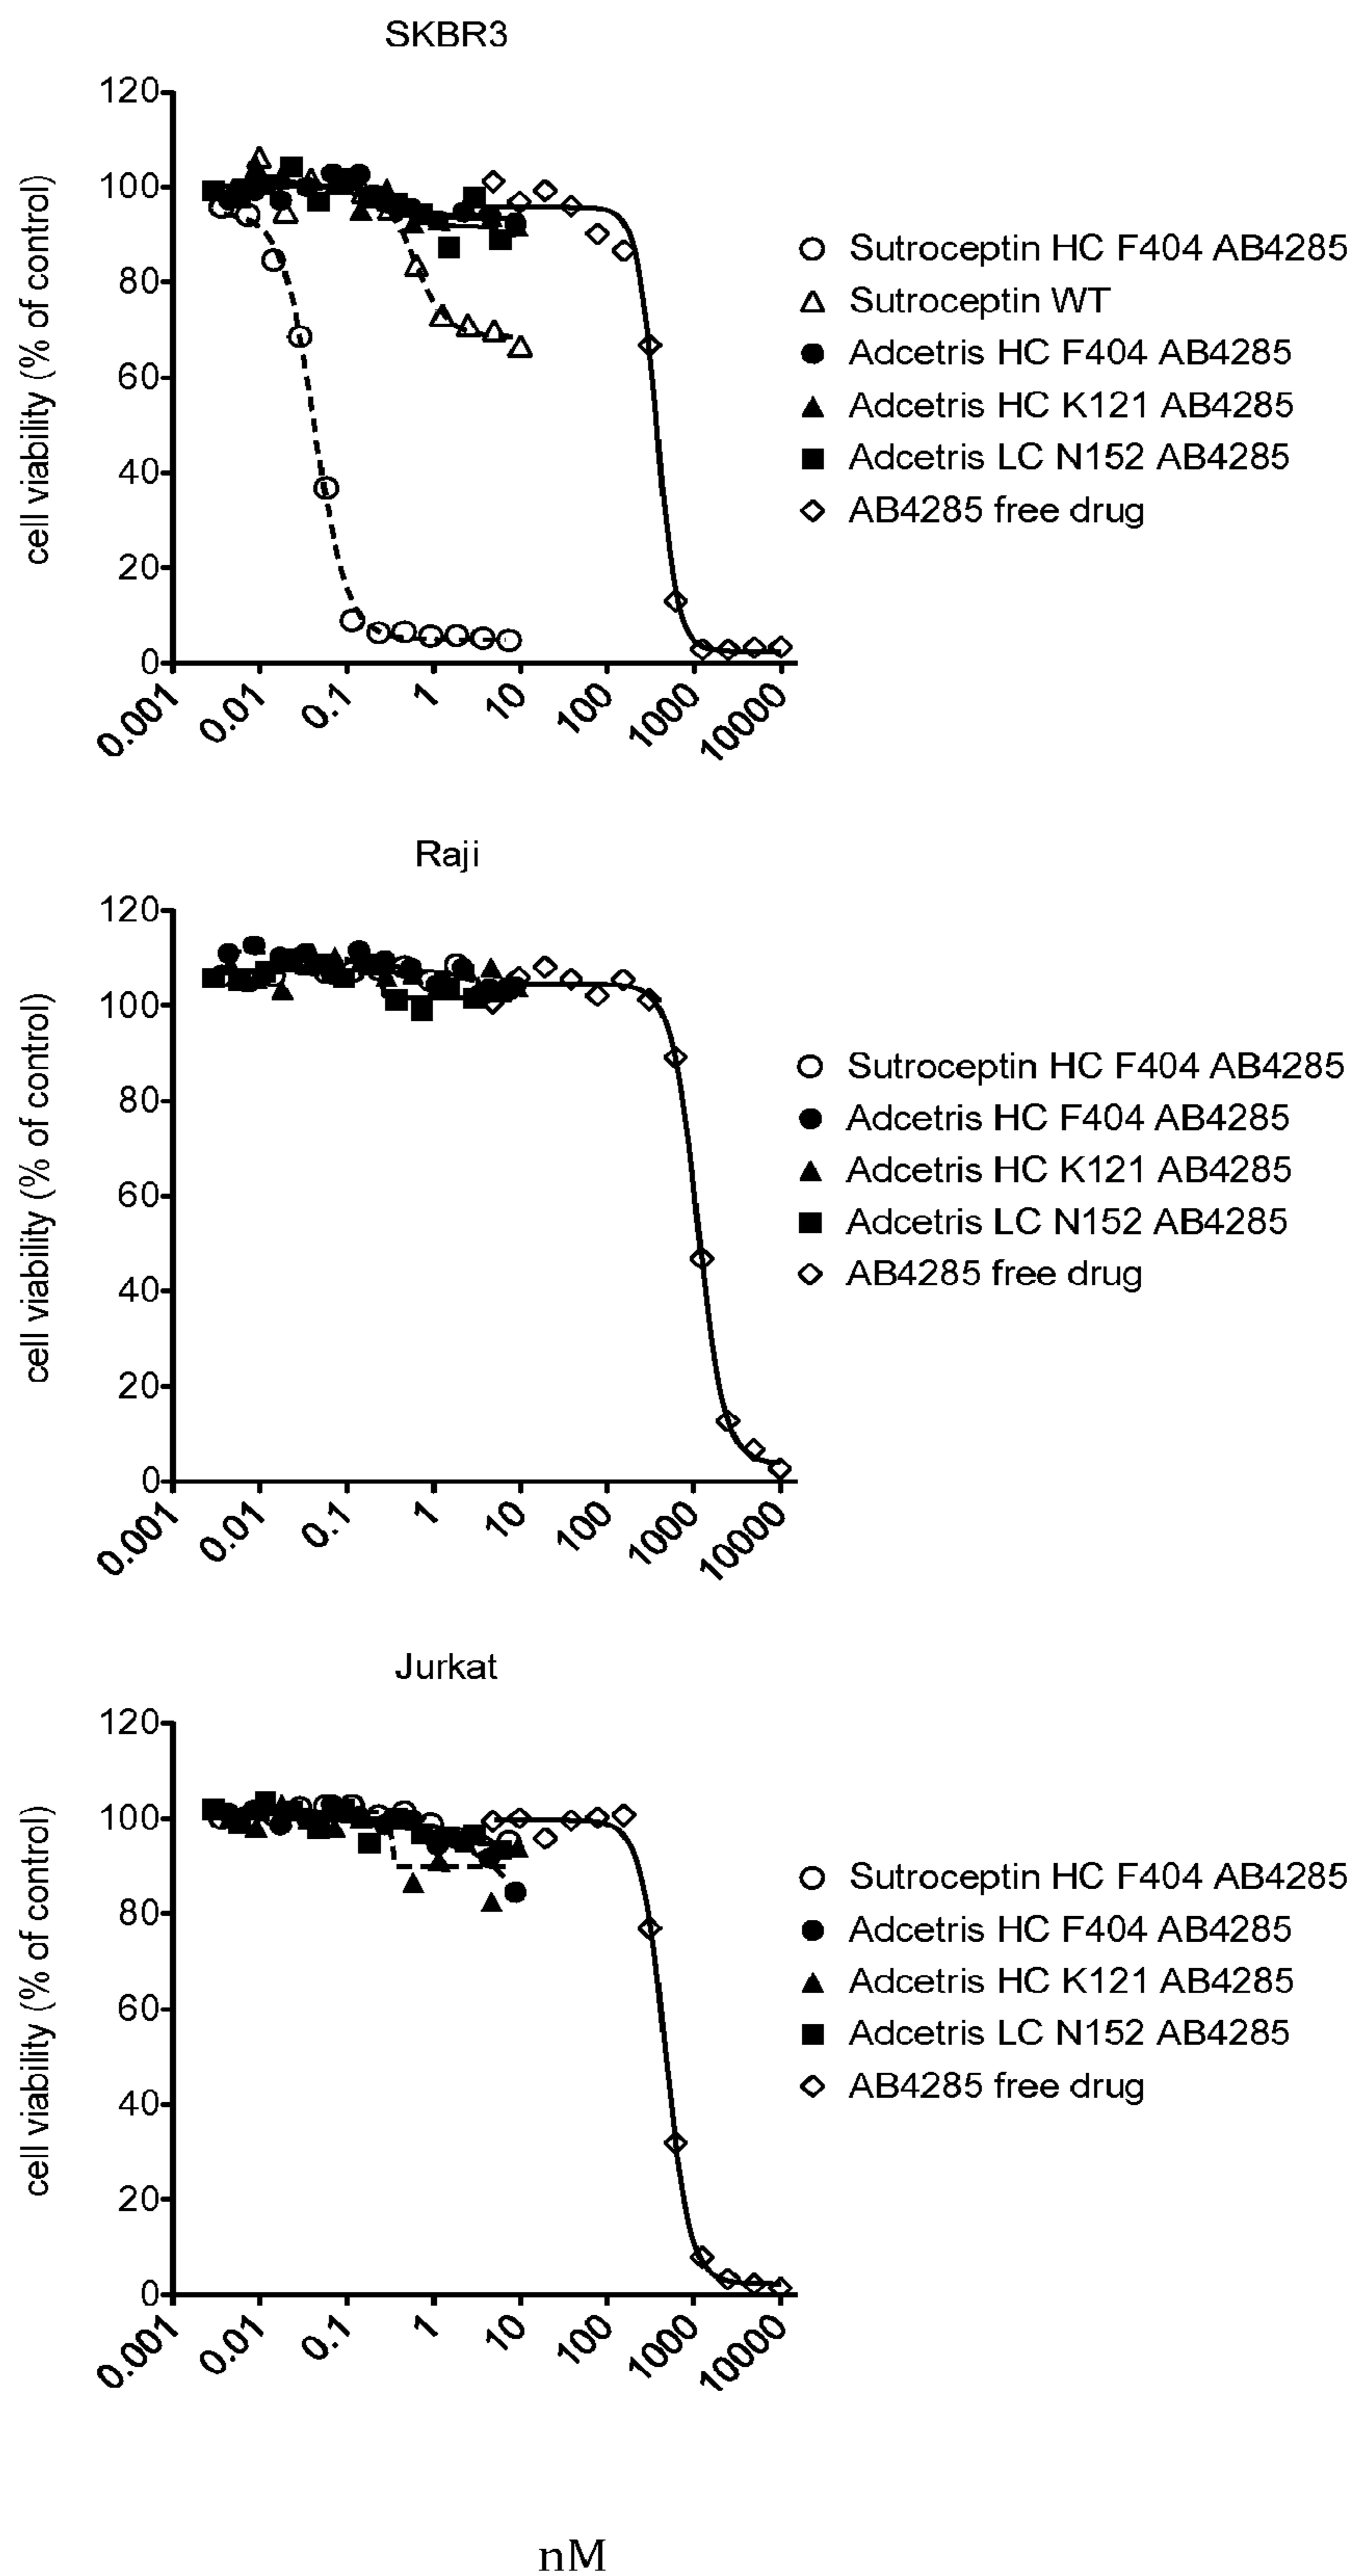 SKBR3
120
100
80
60
40
20
0
cell viability (% of control)
0.001
0.01
0.1
1
10
100
1000
10000
Sutroceptin HC F404 AB4285
Sutroceptin WT
Adcetris HC F404 AB4285
Adcetris HC K121 AB4285
Adcetris LC N152 AB4285
AB4285 free drug
Raji
120
100
80
60
40
20
0
cell viability (% of control)
0.001
0.01
0.1
1
10
100
1000
10000
Sutroceptin HC F404 AB4285
Adcetris HC F404 AB4285
Adcetris HC K121 AB4285
Adcetris LC N152 AB4285
AB4285 free drug
Jurkat
120
100
80
60
40
20
0
cell viability (% of control)
0.001
0.01
0.1
1
10
100
1000
10000
Sutroceptin HC F404 AB4285
Adcetris HC F404 AB4285
Adcetris HC K121 AB4285
Adcetris LC N152 AB4285
AB4285 free drug
nM